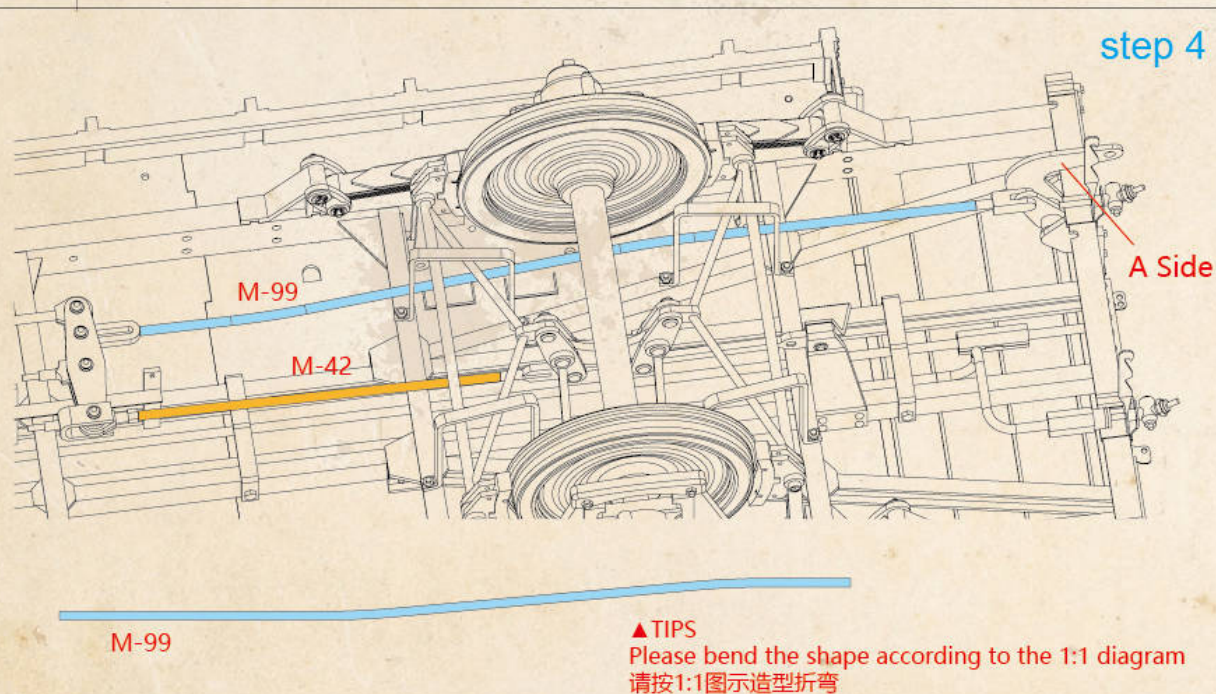 step 4
A Side
M-99
M-42
M-99
▲TIPS
Please bend the shape according to the 1:1 diagram
请按1:1图示造型折弯